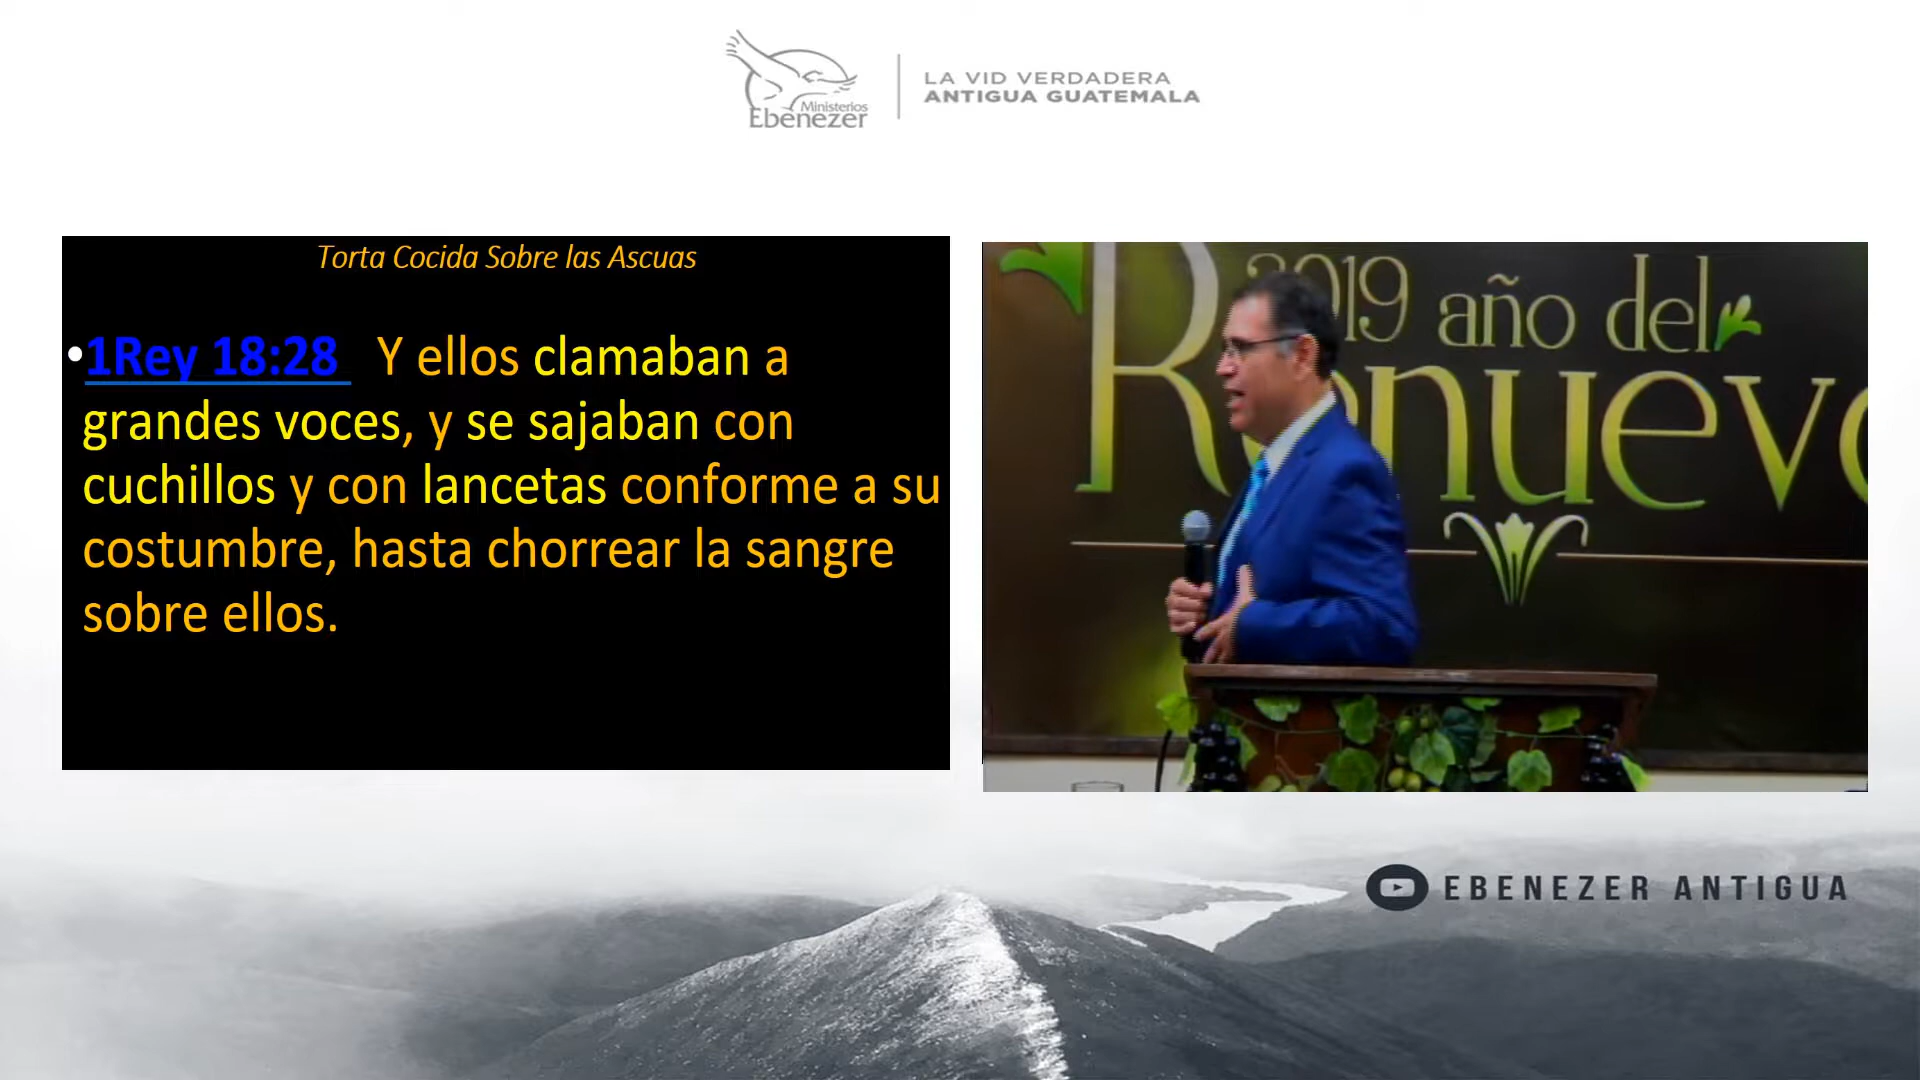 Ministerios
Ebenezer
LA VID VERDADERA
ANTIGUA GUATEMALA
Torta Cocida Sobre las Ascuas
•1Rey 18:28 Y ellos clamaban a
grandes voces, y se sajaban con
cuchillos y con lancetas conforme a su
costumbre, hasta chorrear la sangre
sobre ellos.
2019 año del
Renuevo
EBENEZER ANTIGUA